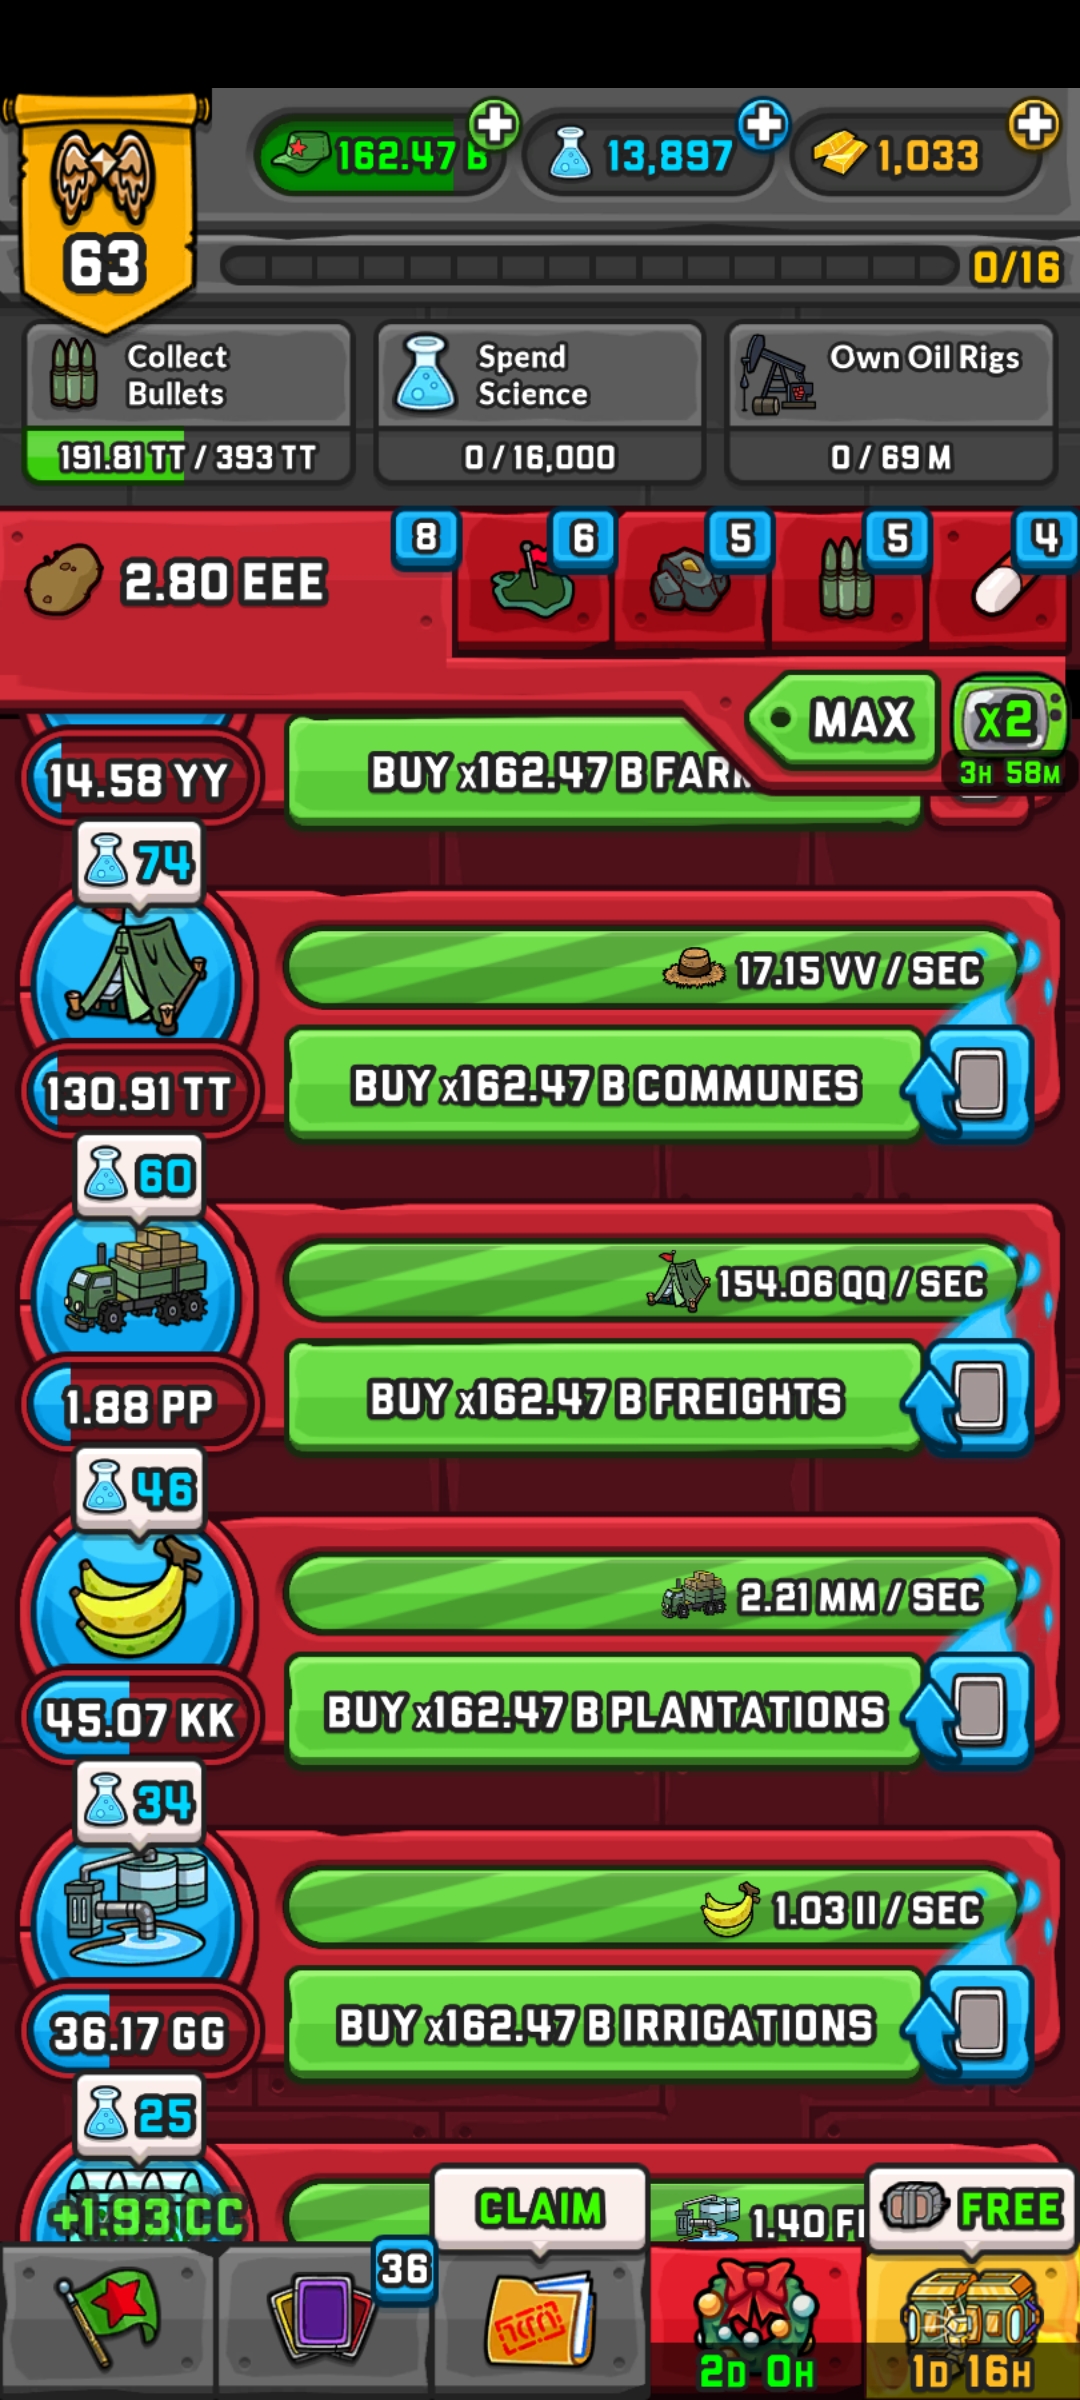 162.47 B
13,897
1,033
63
0/16
Collect
Bullets
191.81 TT / 393 TT
Spend
Science
0 / 16,000
Own Oil Rigs
0 / 69 M
2.80 EEE
8
6
5
5
4
MAX
x2
3H 58M
14.58 YY
BUY x162.47 B
74
17.15 VV / SEC
130.91 TT
BUY x162.47 B COMMUNES
60
154.06 QQ / SEC
1.88 PP
BUY x162.47 B FREIGHTS
46
2.21 MM / SEC
45.07 KK
BUY x162.47 B PLANTATIONS
34
1.03 II / SEC
36.17 GG
BUY x162.47 B IRRIGATIONS
25
+1.93 CC
CLAIM
1.40
FREE
36
2D 0H
1D 16H